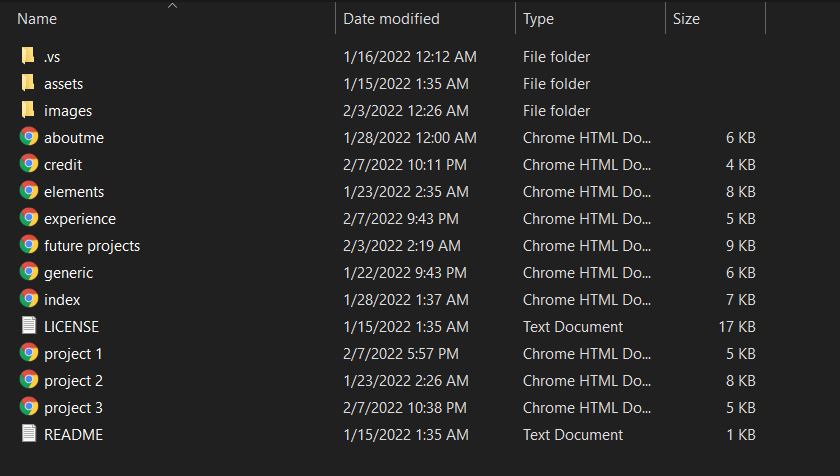 Name Date modified Type Size
.vs 1/16/2022 12:12 AM File folder
assets 1/15/2022 1:35 AM File folder
images 2/3/2022 12:26 AM File folder
aboutme 1/28/2022 12:00 AM Chrome HTML Do... 6 KB
credit 2/7/2022 10:11 PM Chrome HTML Do... 4 KB
elements 1/23/2022 2:35 AM Chrome HTML Do... 8 KB
experience 2/7/2022 9:43 PM Chrome HTML Do... 5 KB
future projects 2/3/2022 2:19 AM Chrome HTML Do... 9 KB
generic 1/22/2022 9:43 PM Chrome HTML Do... 6 KB
index 1/28/2022 1:37 AM Chrome HTML Do... 7 KB
LICENSE 1/15/2022 1:35 AM Text Document 17 KB
project 1 2/7/2022 5:57 PM Chrome HTML Do... 5 KB
project 2 1/23/2022 2:26 AM Chrome HTML Do... 8 KB
project 3 2/7/2022 10:38 PM Chrome HTML Do... 5 KB
README 1/15/2022 1:35 AM Text Document 1 KB